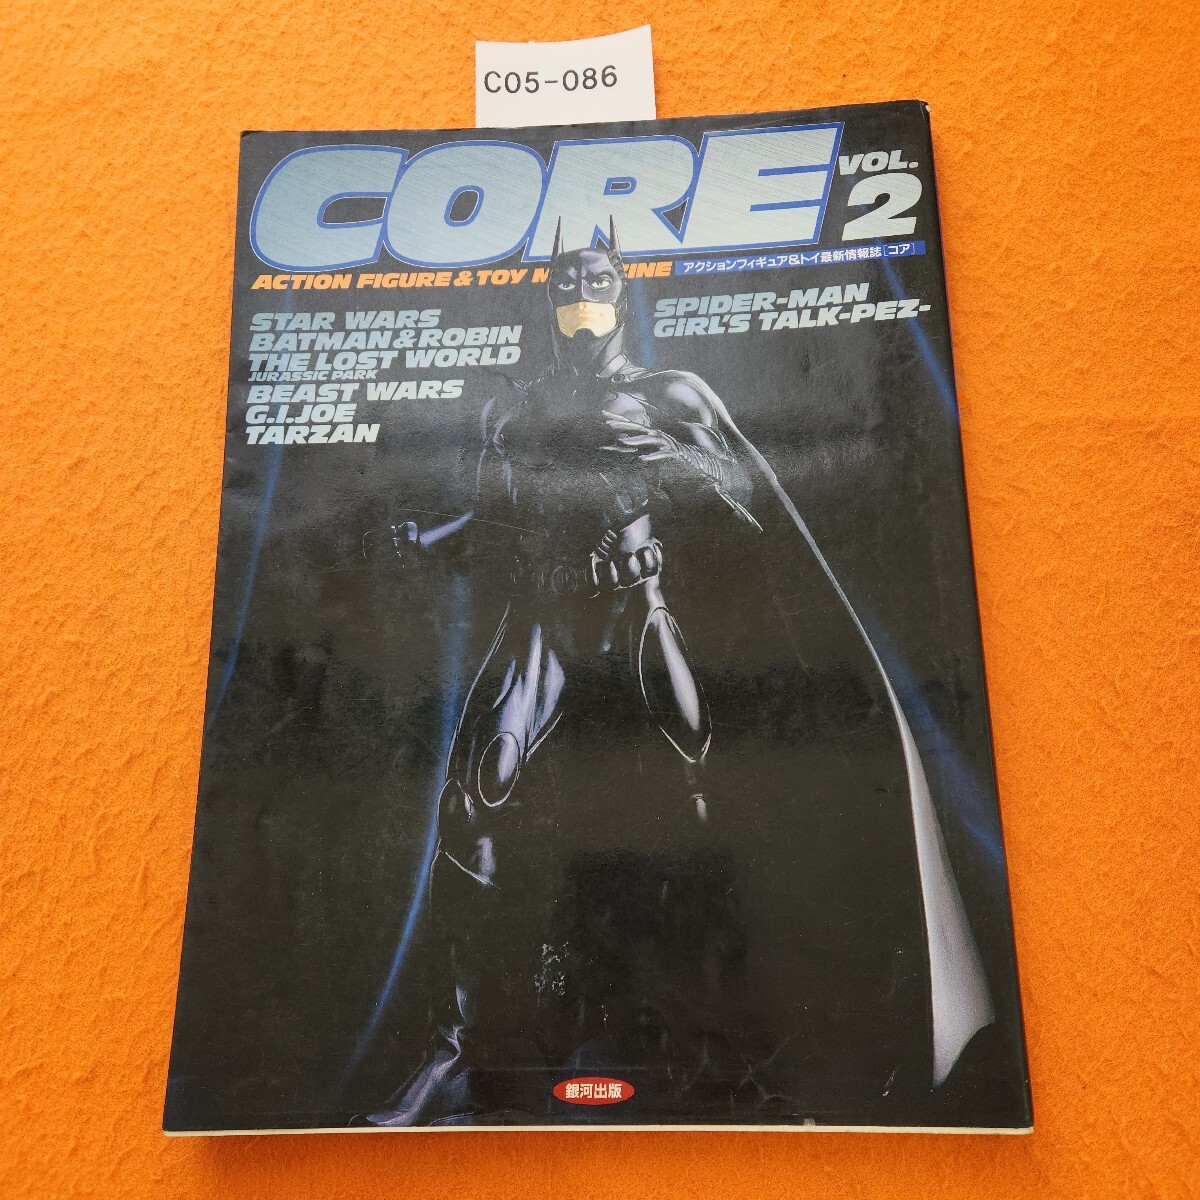 C05-086
CORE
VOL.
2
ACTION FIGURE & TOY M ZINE
アクションフィギュア&トイ最新情報誌[コア]
STAR WARS
BATMAN & ROBIN
THE LOST WORLD
JURASSIC PARK
BEAST WARS
G.I.JOE
TARZAN
SPIDER-MAN
GIRL'S TALK-PEZ-
銀河出版